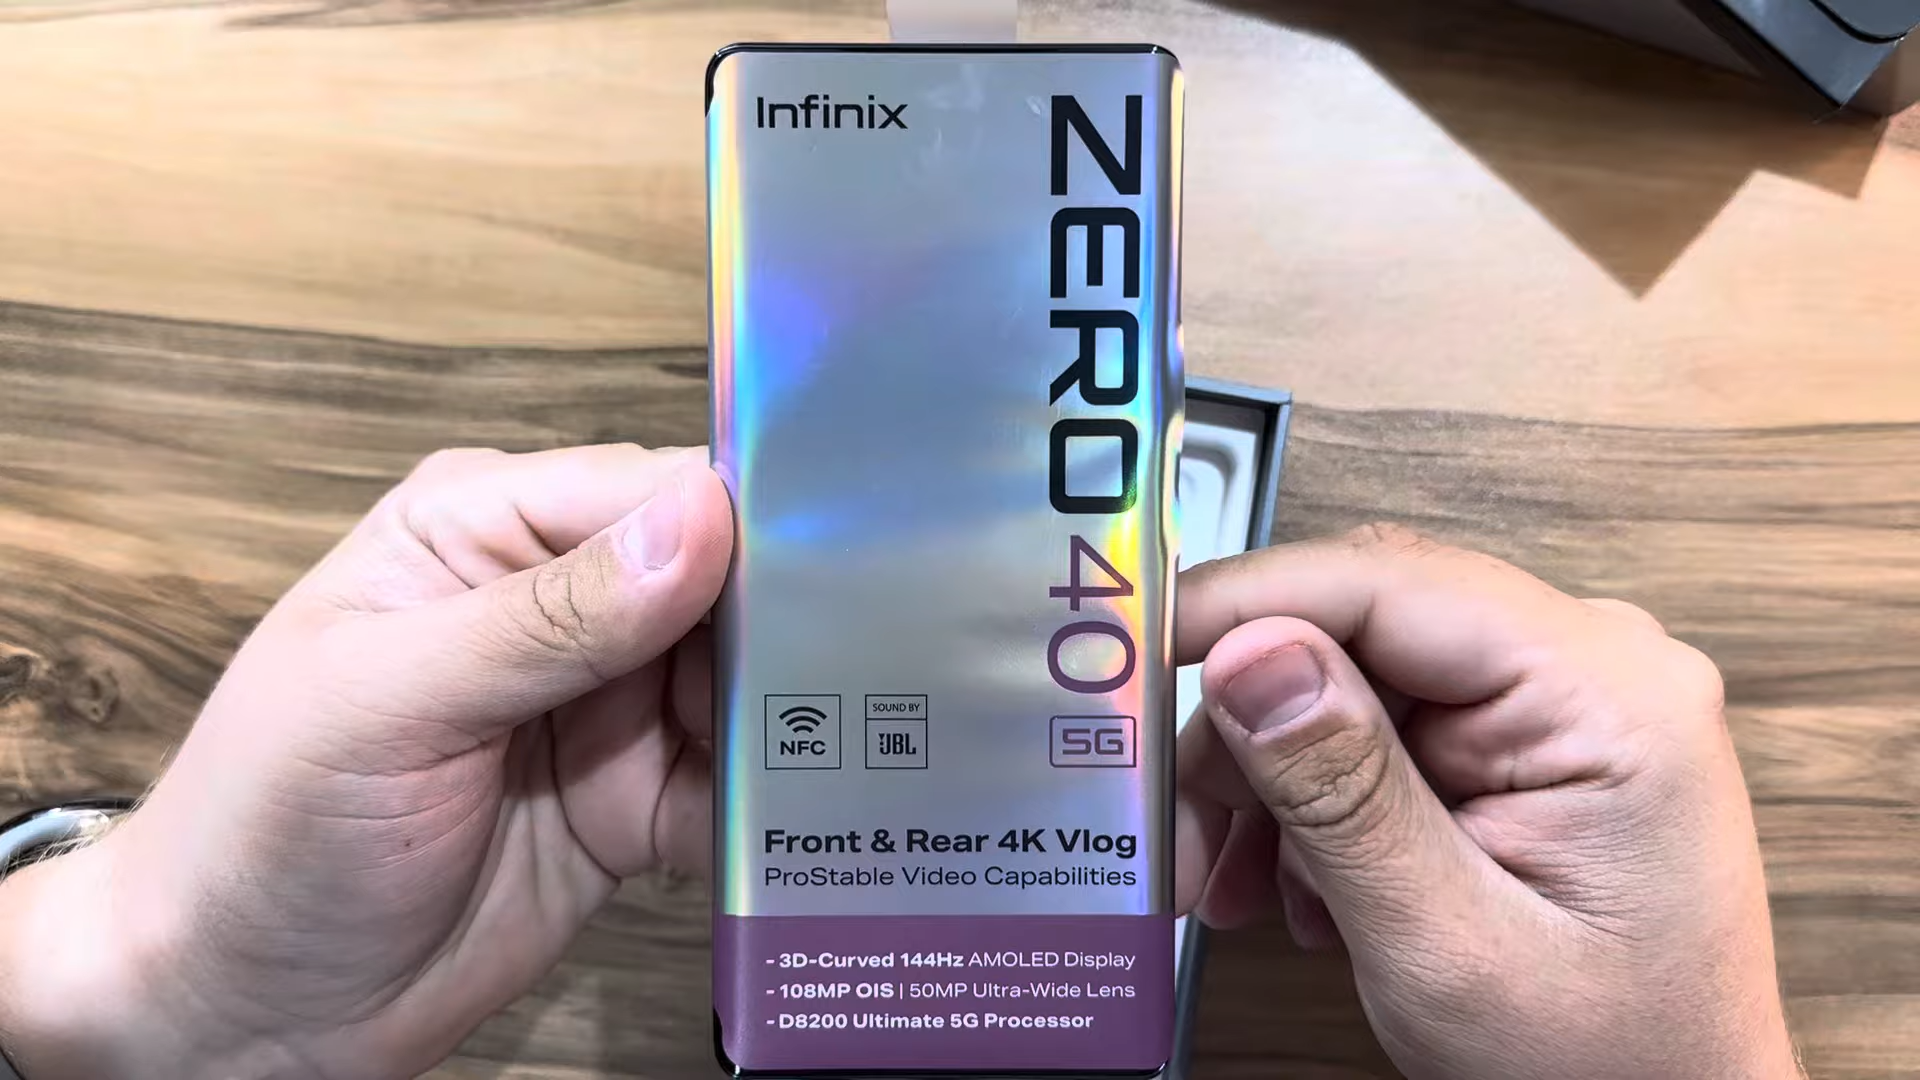 Infinix
ZERO 40
5G
NFC
SOUND BY
JBL
Front & Rear 4K Vlog
ProStable Video Capabilities
- 3D-Curved 144Hz AMOLED Display
- 108MP OIS | 50MP Ultra-Wide Lens
- D8200 Ultimate 5G Processor